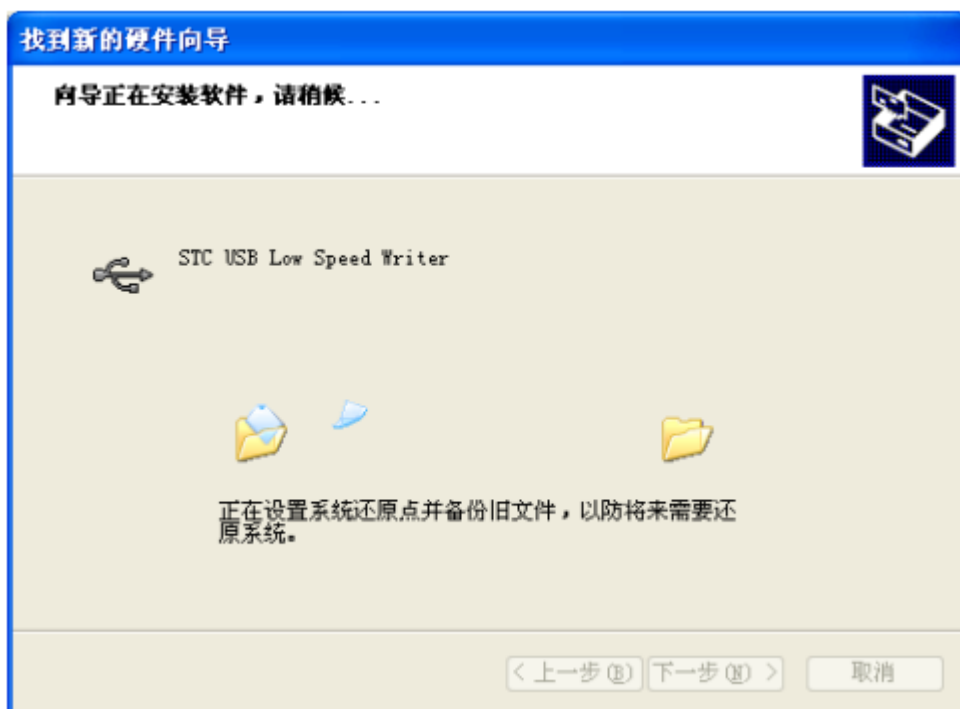 找到新的硬件向导
向导正在安装软件，请稍候...
STC USB Low Speed Writer
正在设置系统还原点并备份旧文件，以防将来需要还
原系统。
< 上一步(B) 下一步(N) > 取消